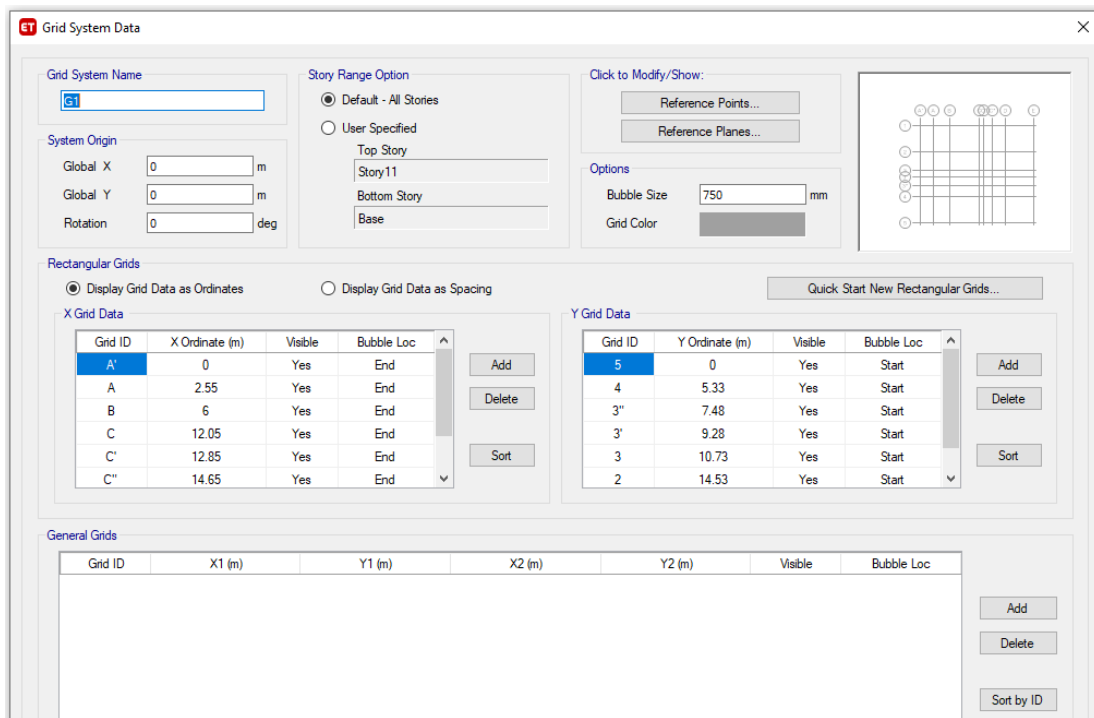 ET Grid System Data
Grid System Name
G1
System Origin
Global X 0 m
Global Y 0 m
Rotation 0 deg
Story Range Option
Default - All Stories
User Specified
Top Story
Story11
Bottom Story
Base
Click to Modify/Show:
Reference Points...
Reference Planes...
Options
Bubble Size 750 mm
Grid Color
Rectangular Grids
Display Grid Data as Ordinates Display Grid Data as Spacing Quick Start New Rectangular Grids...
X Grid Data
Grid ID X Ordinate (m) Visible Bubble Loc
A' 0 Yes End
A 2.55 Yes End
B 6 Yes End
C 12.05 Yes End
C' 12.85 Yes End
C" 14.65 Yes End
Add
Delete
Sort
Y Grid Data
Grid ID Y Ordinate (m) Visible Bubble Loc
5 0 Yes Start
4 5.33 Yes Start
3" 7.48 Yes Start
3' 9.28 Yes Start
3 10.73 Yes Start
2 14.53 Yes Start
Add
Delete
Sort
General Grids
Grid ID X1 (m) Y1 (m) X2 (m) Y2 (m) Visible Bubble Loc
Add
Delete
Sort by ID